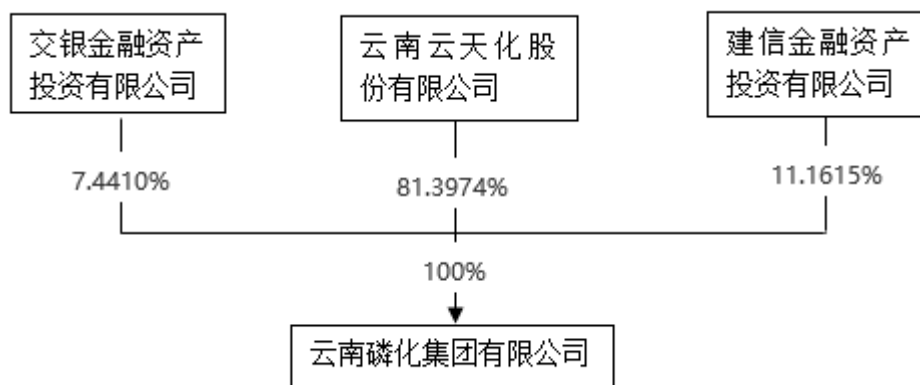 交银金融资产
投资有限公司
云南云天化股
份有限公司
建信金融资产
投资有限公司
7.4410%
81.3974%
11.1615%
100%
云南磷化集团有限公司